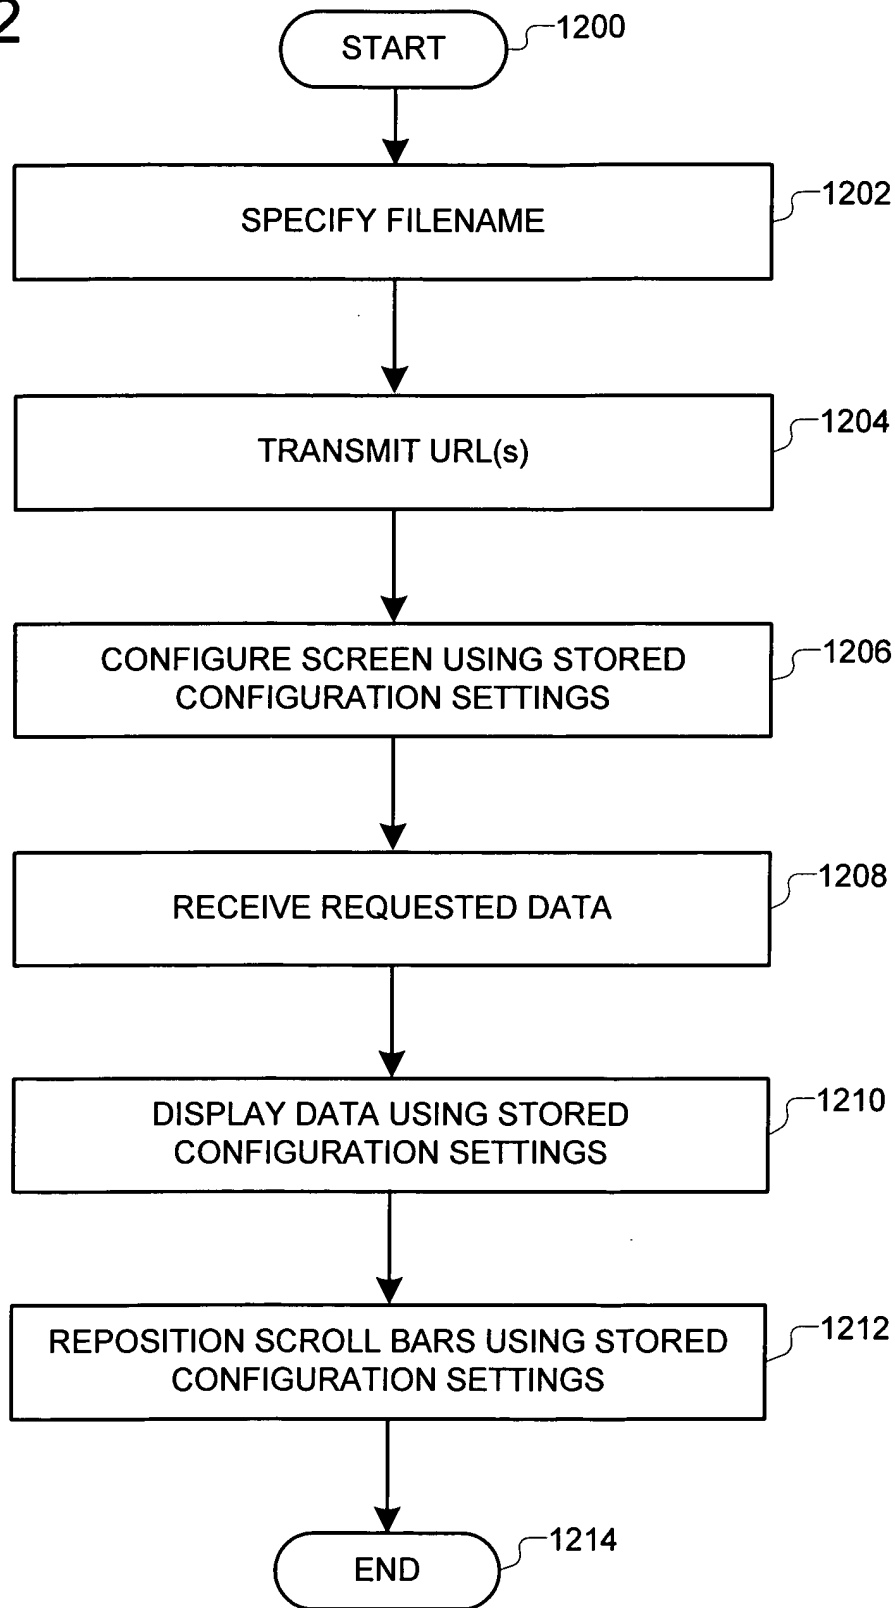 2
START
1200
SPECIFY FILENAME
1202
TRANSMIT URL(s)
1204
CONFIGURE SCREEN USING STORED
CONFIGURATION SETTINGS
1206
RECEIVE REQUESTED DATA
1208
DISPLAY DATA USING STORED
CONFIGURATION SETTINGS
1210
REPOSITION SCROLL BARS USING STORED
CONFIGURATION SETTINGS
1212
END
1214